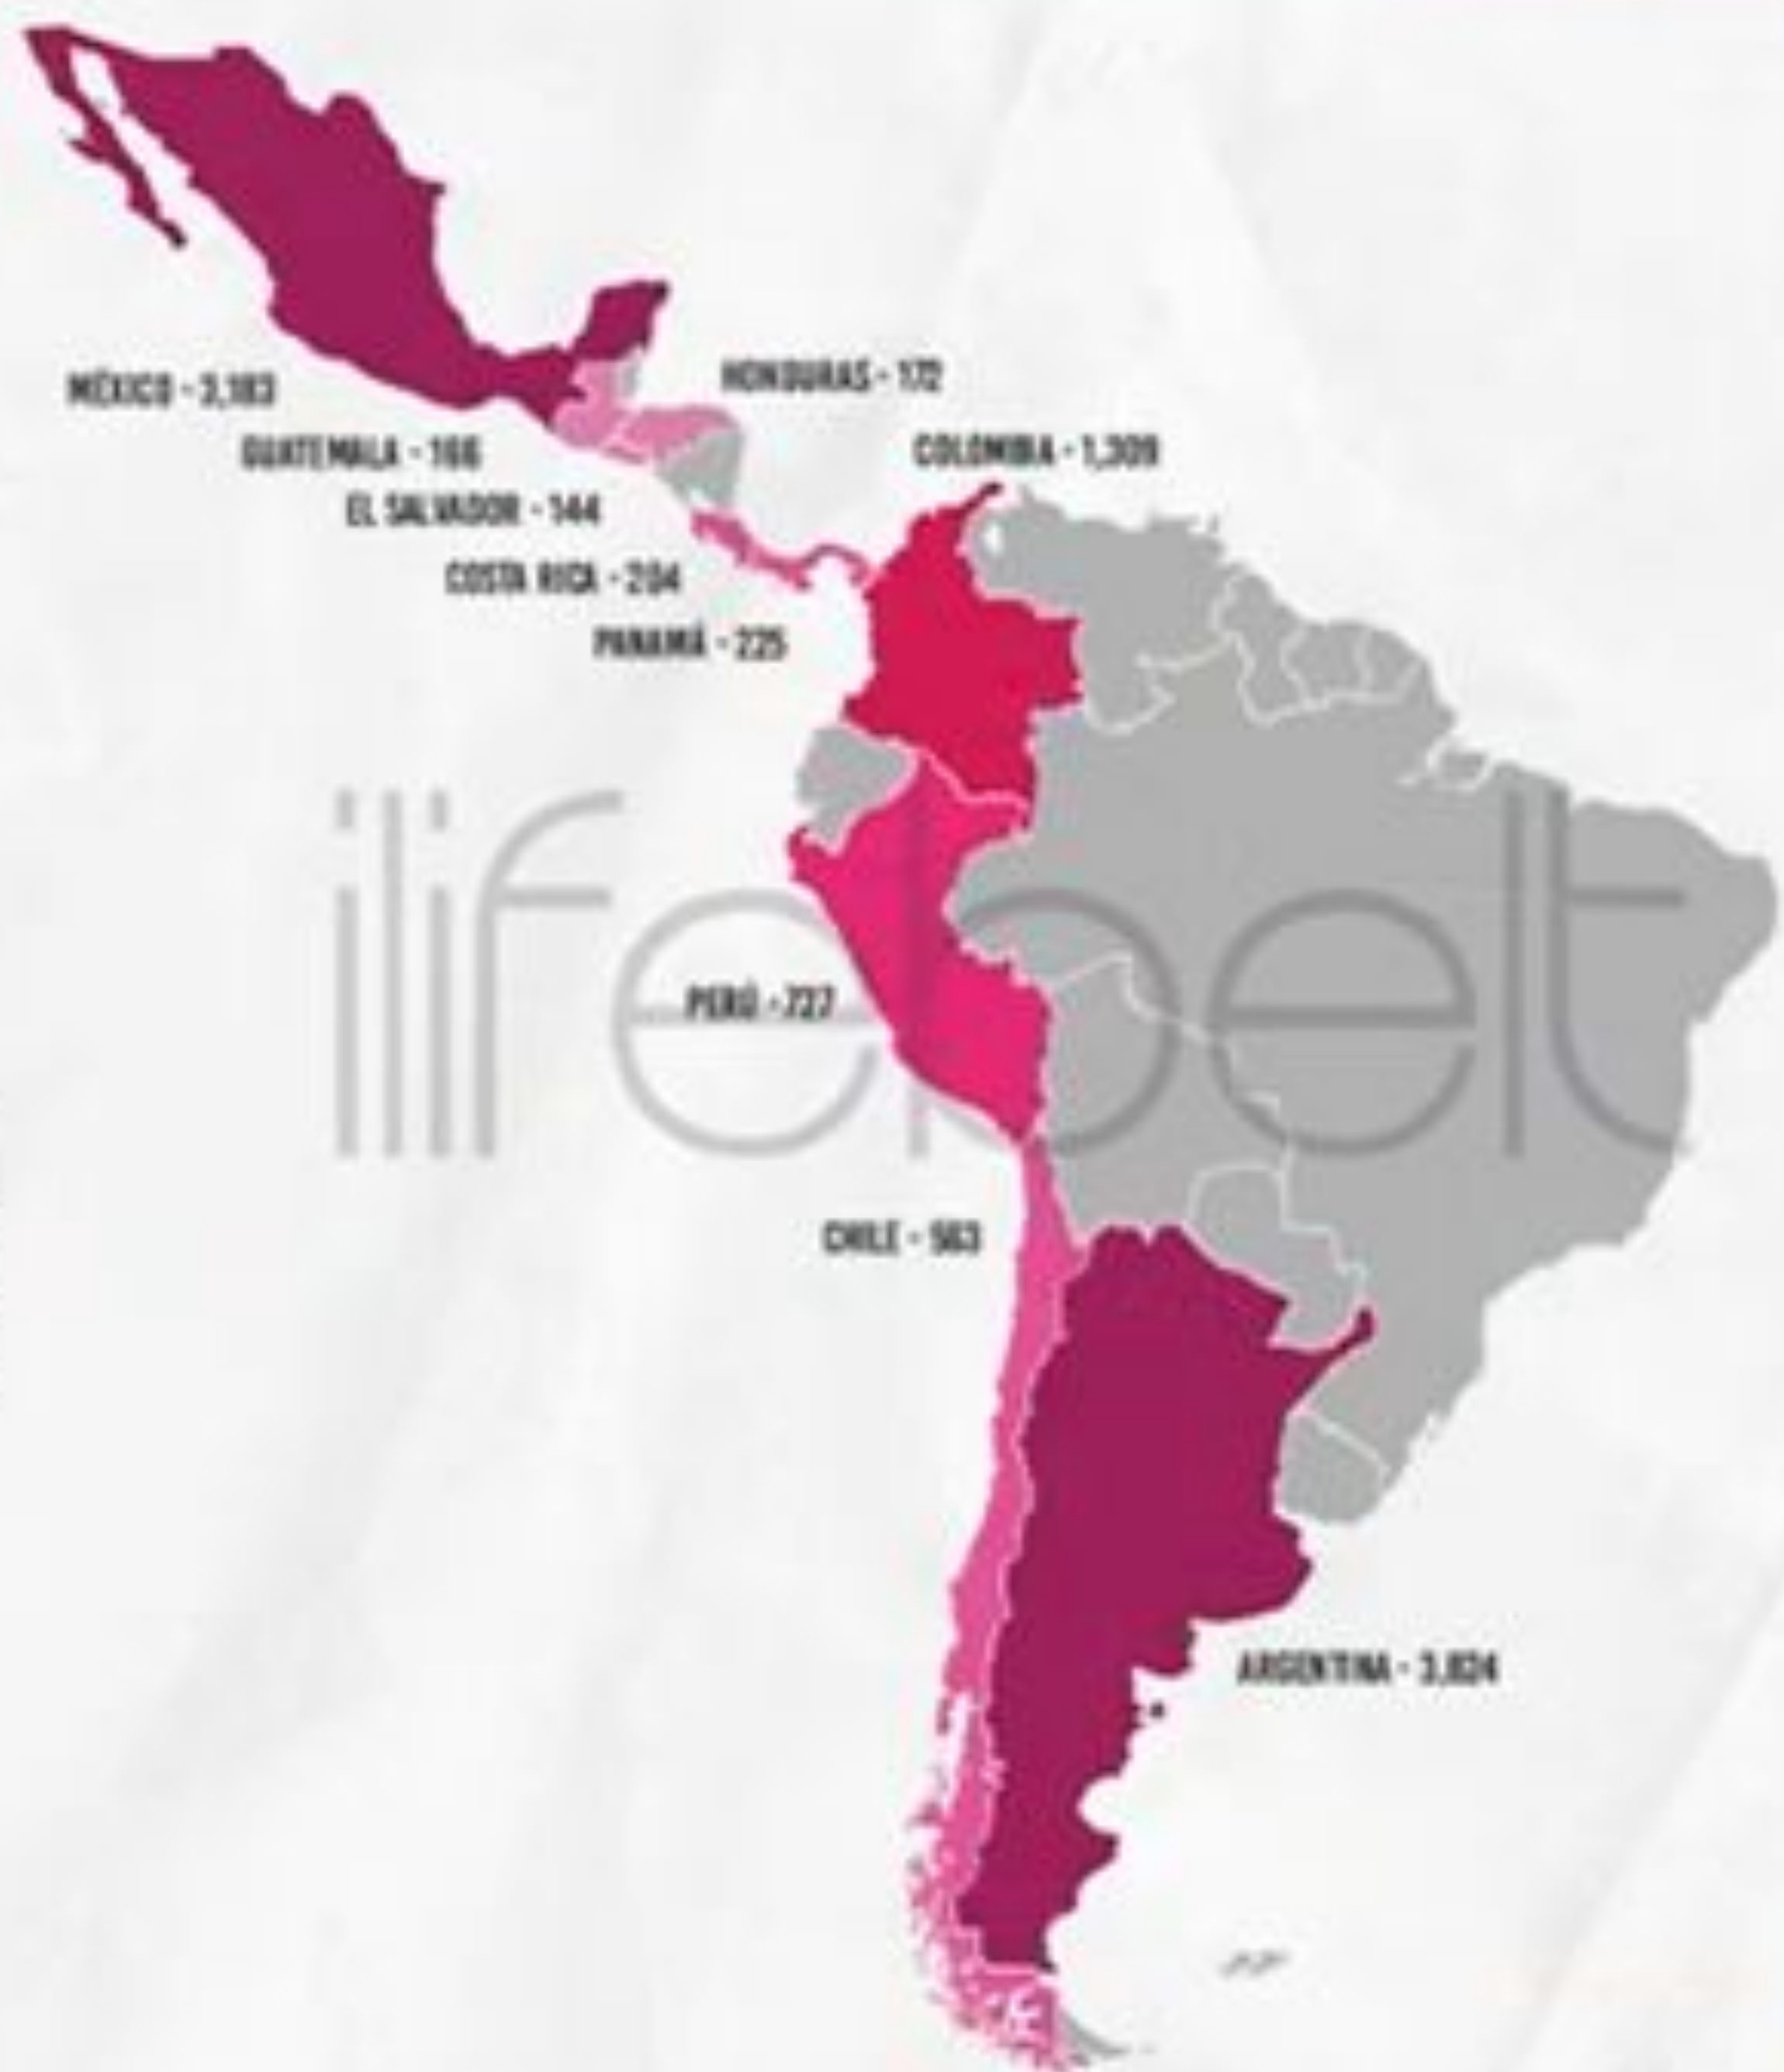 MÉXICO - 3,183
HONDURAS - 172
GUATEMALA - 166
COLOMBIA - 1,309
EL SALVADOR - 144
COSTA RICA - 204
PANAMÁ - 225
ilifebelt
PERÚ - 727
CHILE - 563
ARGENTINA - 3,824